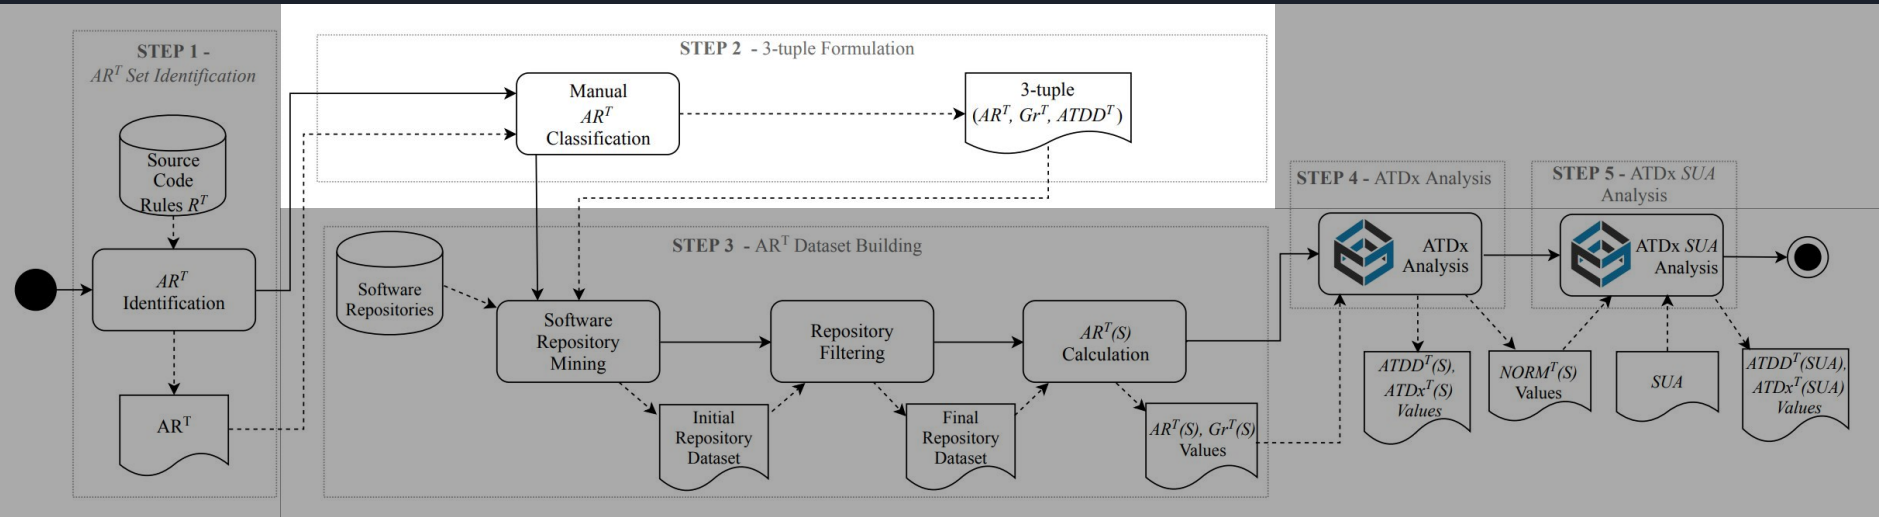 STEP 1 -
AR^T Set Identification
Source
Code
Rules R^T
AR^T
Identification
AR^T
STEP 2 - 3-tuple Formulation
Manual
AR^T
Classification
3-tuple
(AR^T, Gr^T, ATDD^T)
STEP 3 - AR^T Dataset Building
Software
Repositories
Software
Repository
Mining
Initial
Repository
Dataset
Repository
Filtering
Final
Repository
Dataset
AR^T(S)
Calculation
AR^T(S), Gr^T(S)
Values
STEP 4 - ATDx Analysis
ATDx
Analysis
ATDD^T(S),
ATDx^T(S)
Values
NORM^T(S)
Values
STEP 5 - ATDx SUA
Analysis
ATDx SUA
Analysis
SUA
ATDD^T(SUA),
ATDx^T(SUA)
Values